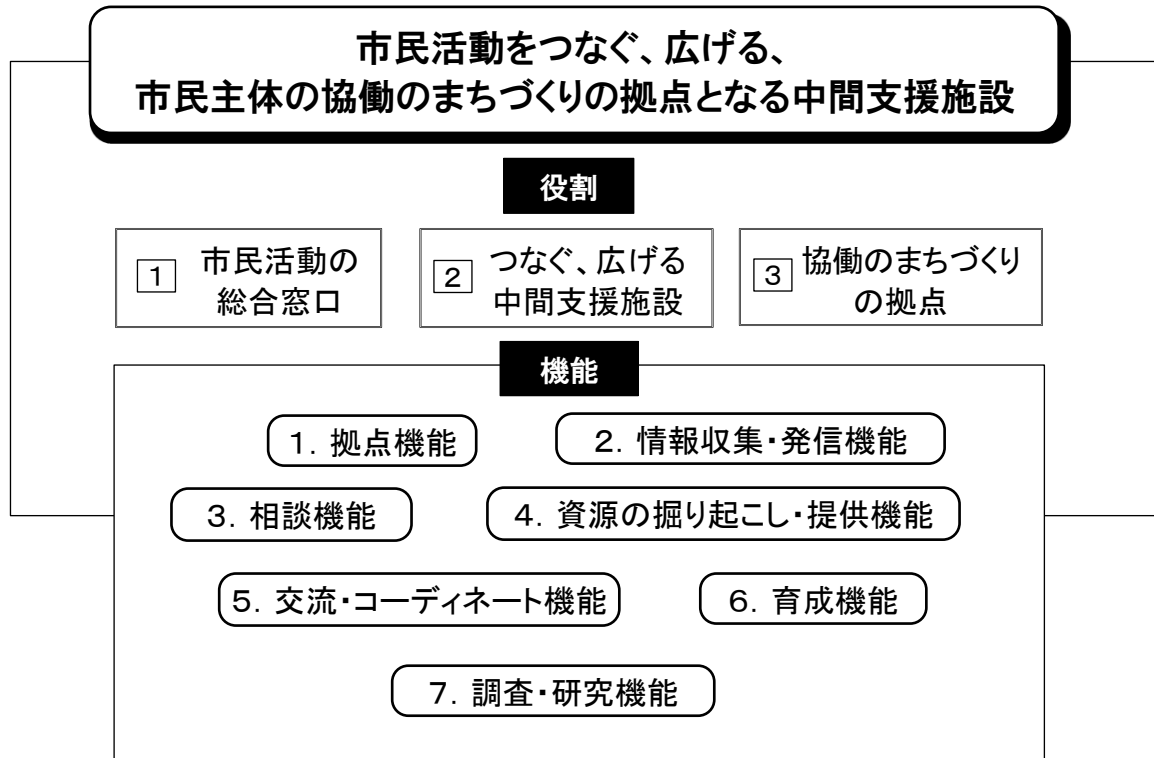 市民活動をつなぐ、広げる、
市民主体の協働のまちづくりの拠点となる中間支援施設
役割
1 市民活動の
総合窓口
2 つなぐ、広げる
中間支援施設
3 協働のまちづくり
の拠点
機能
1．拠点機能
2．情報収集・発信機能
3．相談機能
4．資源の掘り起こし・提供機能
5．交流・コーディネート機能
6．育成機能
7．調査・研究機能